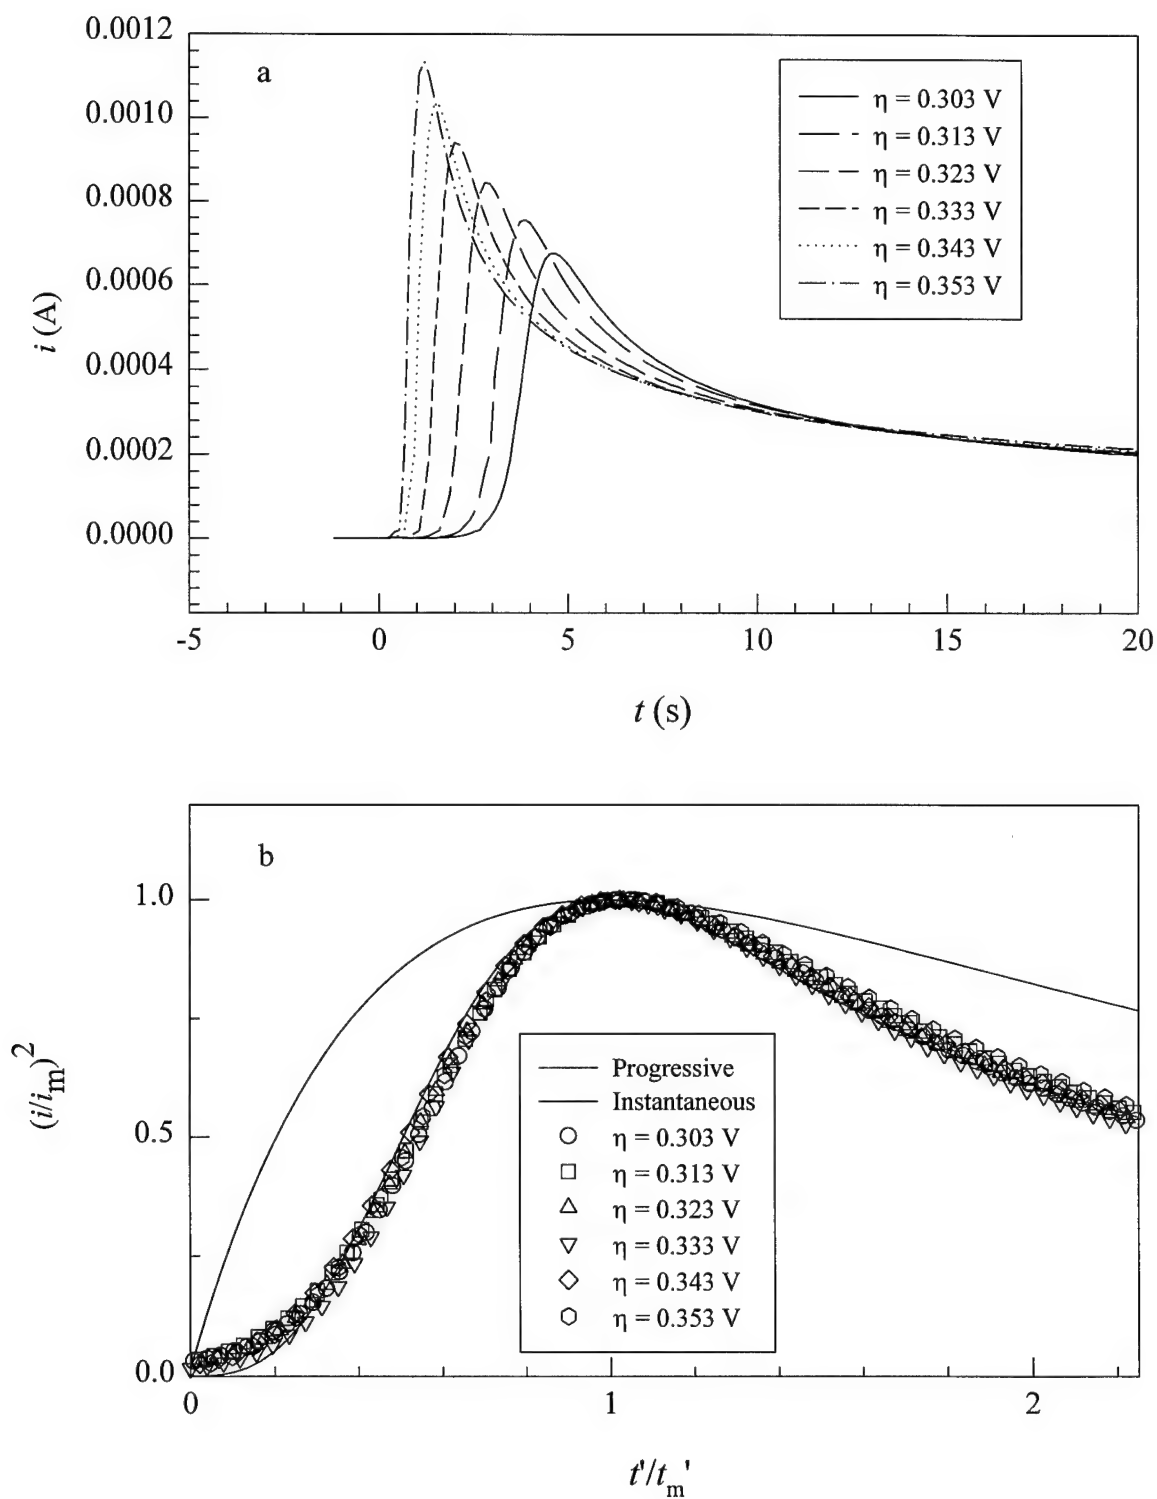 0.0012
a
0.0010
0.0008
0.0006
0.0004
0.0002
0.0000
i (A)
η = 0.303 V
η = 0.313 V
η = 0.323 V
η = 0.333 V
η = 0.343 V
η = 0.353 V
-5 0 5 10 15 20
t (s)
b
1.0
0.5
0.0
(i/im)2
Progressive
Instantaneous
η = 0.303 V
η = 0.313 V
η = 0.323 V
η = 0.333 V
η = 0.343 V
η = 0.353 V
0 1 2
t'/tm'